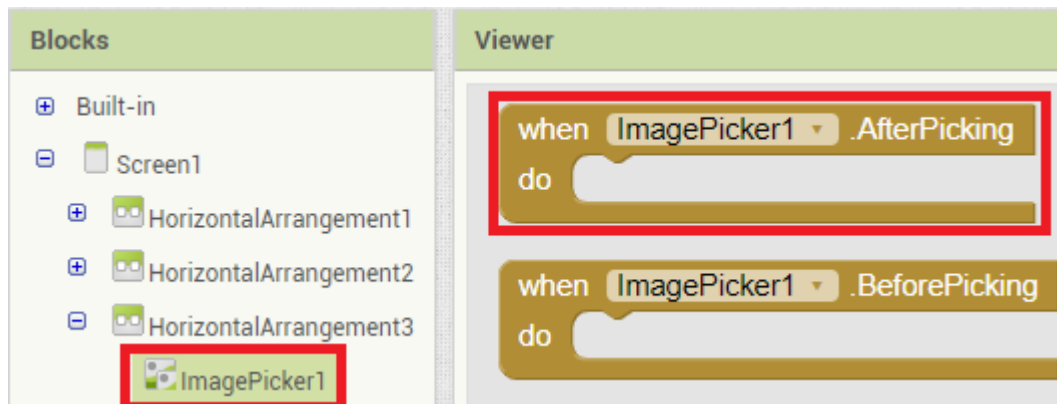 Blocks
Built-in
Screen1
HorizontalArrangement1
HorizontalArrangement2
HorizontalArrangement3
ImagePicker1
Viewer
when ImagePicker1 .AfterPicking
do
when ImagePicker1 .BeforePicking
do